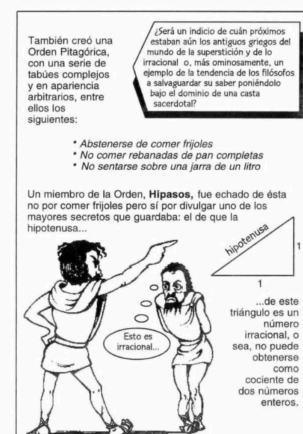 También creó una
Orden Pitagórica,
con una serie de
tabúes complejos
y en apariencia
arbitrarios, entre
ellos los
siguientes:
¿Será un indicio de cuán próximos
estaban aún los antiguos griegos del
mundo de la superstición y de lo
irracional o, más ominosamente, un
ejemplo de la tendencia de los filósofos
a salvaguardar su saber poniéndolo
bajo el dominio de una casta
sacerdotal?
* Abstenerse de comer frijoles
* No comer rebanadas de pan completas
* No sentarse sobre una jarra de un litro
Un miembro de la Orden, Hipasos, fue echado de ésta
no por comer frijoles pero sí por divulgar uno de los
mayores secretos que guardaba: el de que la
hipotenusa...
hipotenusa
1
1
Esto es
irracional...
...de este
triángulo es un
número
irracional, o
sea, no puede
obtenerse
como
cociente de
dos números
enteros.